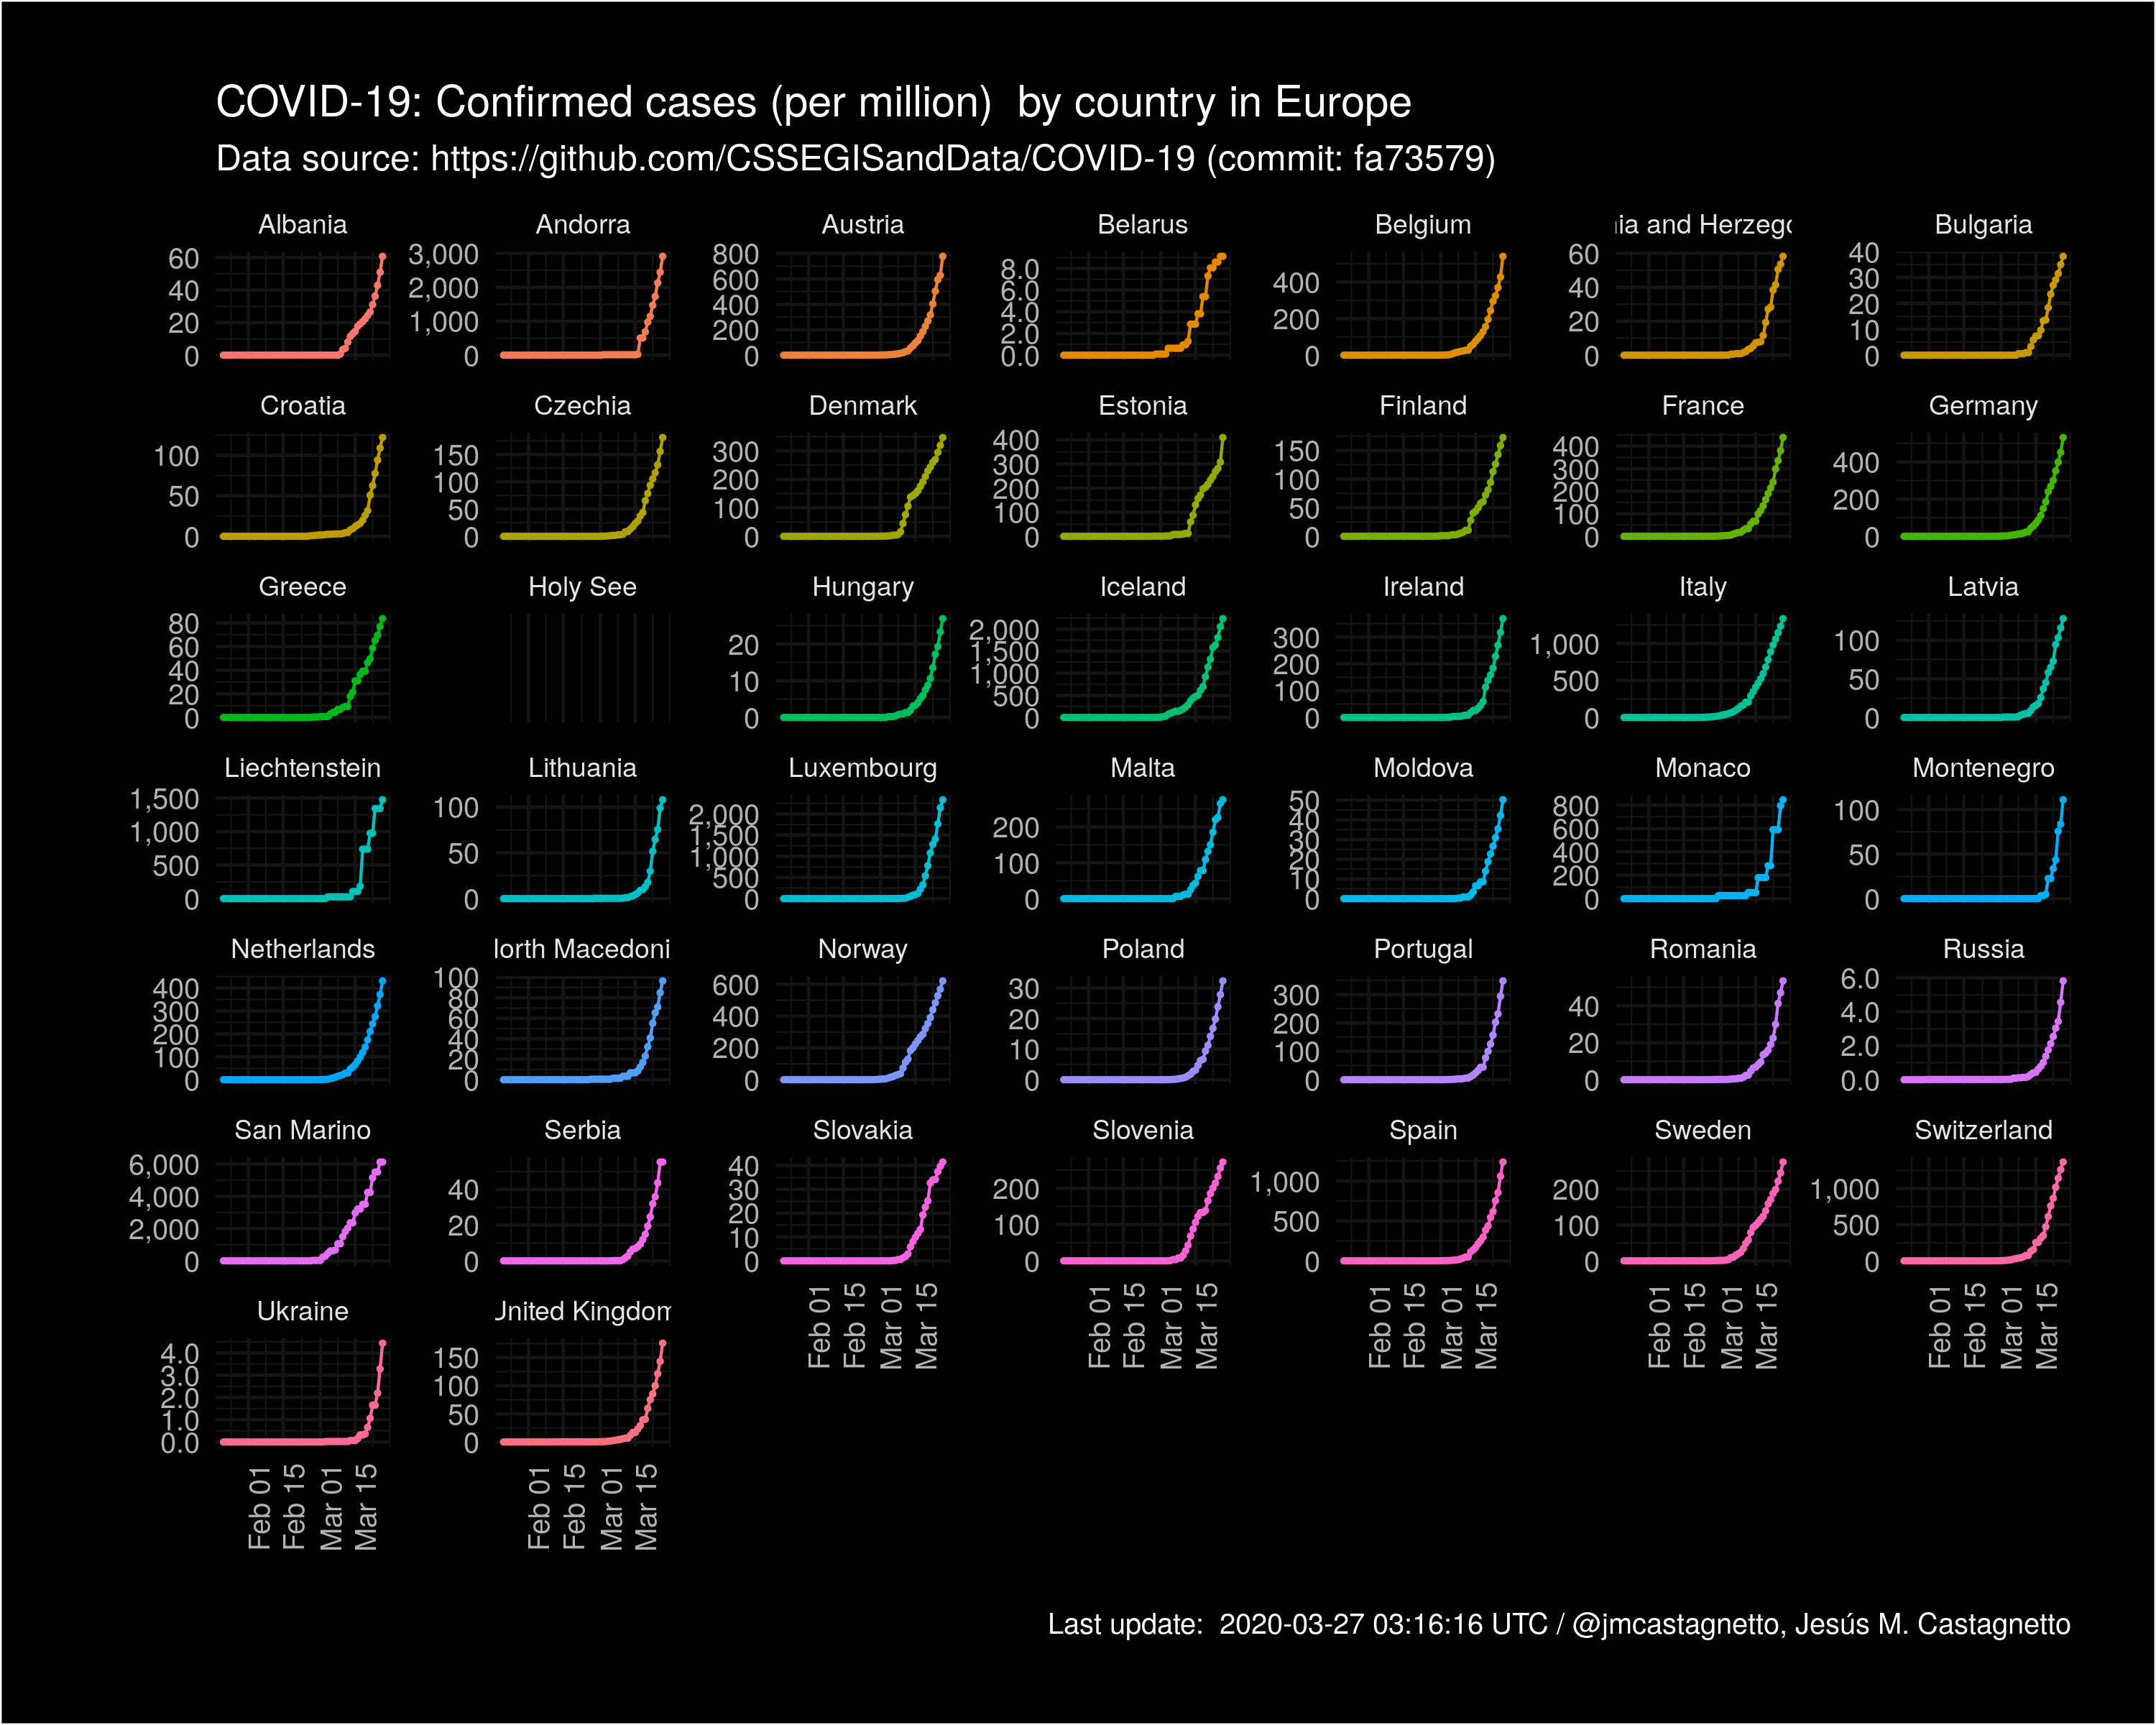 COVID-19: Confirmed cases (per million)  by country in Europe
Data source: https://github.com/CSSEGISandData/COVID-19 (commit: fa73579)
Albania Andorra Austria Belarus Belgium ia and Herzego Bulgaria
60 40 20 0
3,000 2,000 1,000 0
800 600 400 200 0
8.0 6.0 4.0 2.0 0.0
400 200 0
60 40 20 0
40 30 20 10 0
Croatia Czechia Denmark Estonia Finland France Germany
100 50 0
150 100 50 0
300 200 100 0
400 300 200 100 0
150 100 50 0
400 300 200 100 0
400 200 0
Greece Holy See Hungary Iceland Ireland Italy Latvia
80 60 40 20 0
20 10 0
2,000 1,500 1,000 500 0
300 200 100 0
1,000 500 0
100 50 0
Liechtenstein Lithuania Luxembourg Malta Moldova Monaco Montenegro
1,500 1,000 500 0
100 50 0
2,000 1,500 1,000 500 0
200 100 0
50 40 30 20 10 0
800 600 400 200 0
100 50 0
Netherlands orth Macedoni Norway Poland Portugal Romania Russia
400 300 200 100 0
100 80 60 40 20 0
600 400 200 0
30 20 10 0
300 200 100 0
40 20 0
6.0 4.0 2.0 0.0
San Marino Serbia Slovakia Slovenia Spain Sweden Switzerland
6,000 4,000 2,000 0
40 20 0
40 30 20 10 0
200 100 0
1,000 500 0
200 100 0
1,000 500 0
Feb 01 Feb 15 Mar 01 Mar 15
Feb 01 Feb 15 Mar 01 Mar 15
Feb 01 Feb 15 Mar 01 Mar 15
Feb 01 Feb 15 Mar 01 Mar 15
Feb 01 Feb 15 Mar 01 Mar 15
Ukraine United Kingdom
4.0 3.0 2.0 1.0 0.0
150 100 50 0
Feb 01 Feb 15 Mar 01 Mar 15
Feb 01 Feb 15 Mar 01 Mar 15
Last update:  2020-03-27 03:16:16 UTC / @jmcastagnetto, Jesús M. Castagnetto